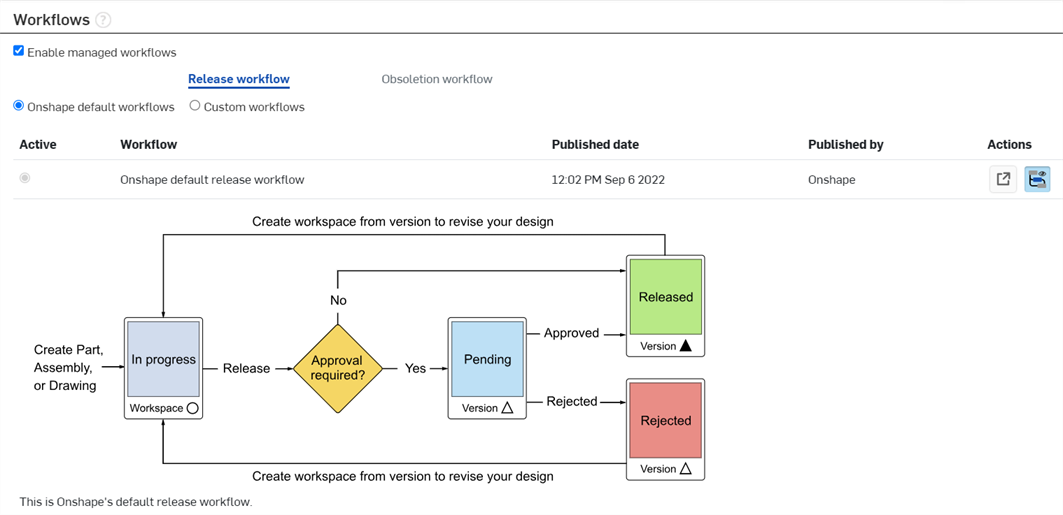 Workflows ?
Enable managed workflows
Release workflow Obsoletion workflow
Onshape default workflows Custom workflows
Active Workflow Published date Published by Actions
Onshape default release workflow 12:02 PM Sep 6 2022 Onshape
Create workspace from version to revise your design
No
Released
Version
Create Part,
Assembly,
or Drawing
In progress
Workspace
Release
Approval
required?
Yes
Pending
Version
Approved
Rejected
Rejected
Version
Create workspace from version to revise your design
This is Onshape's default release workflow.